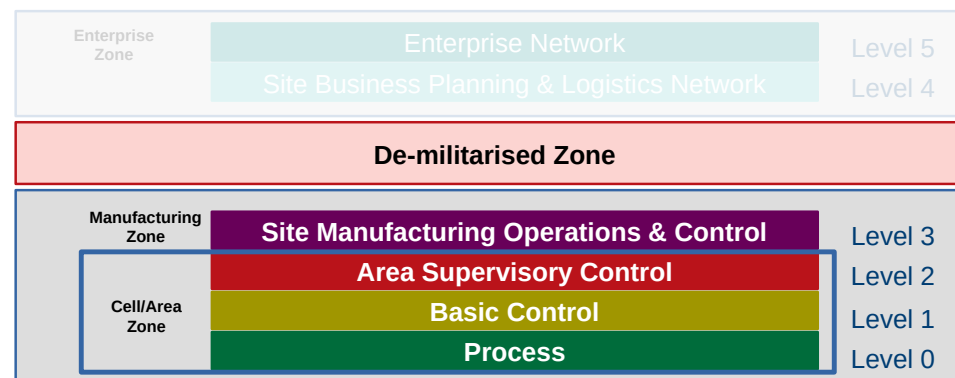 Enterprise
Zone
Enterprise Network
Level 5
Site Business Planning & Logistics Network
Level 4
De-militarised Zone
Manufacturing
Zone
Site Manufacturing Operations & Control
Level 3
Area Supervisory Control
Level 2
Cell/Area
Zone
Basic Control
Level 1
Process
Level 0